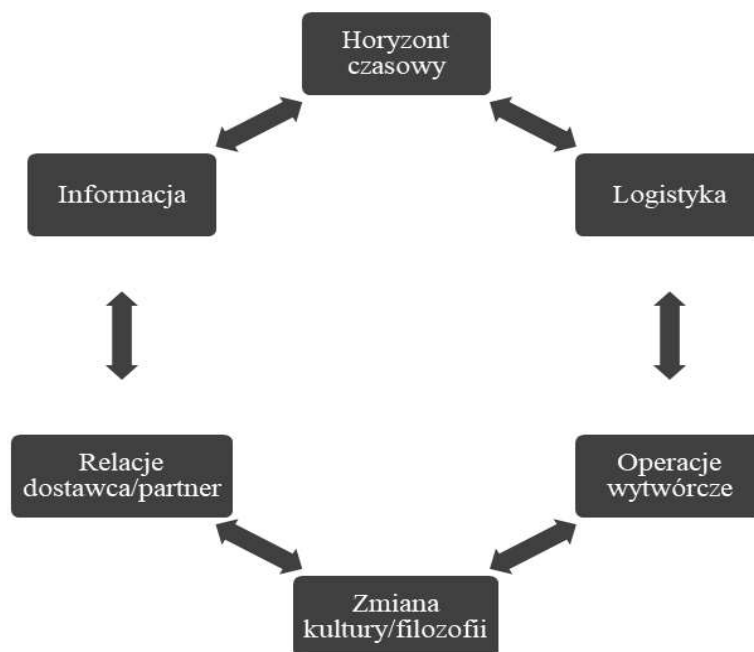 Horyzont
czasowy
Informacja
Logistyka
Relacje
dostawca/partner
Operacje
wytwórcze
Zmiana
kultury/filozofii